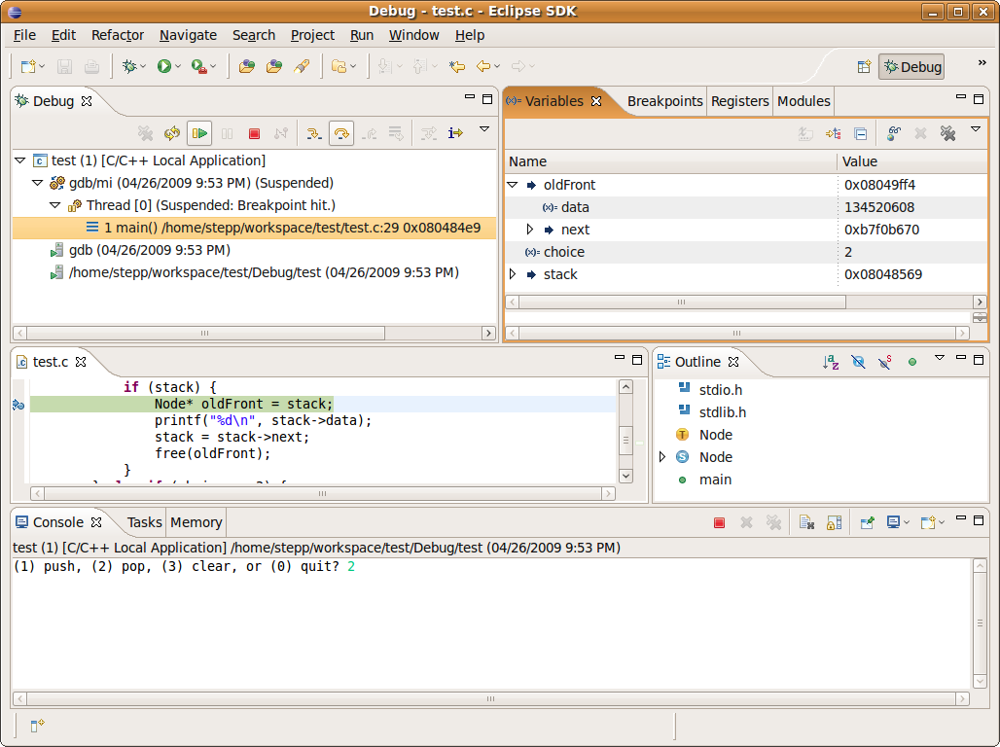 Debug - test.c - Eclipse SDK
File Edit Refactor Navigate Search Project Run Window Help
Debug
»
Debug
test (1) [C/C++ Local Application]
gdb/mi (04/26/2009 9:53 PM) (Suspended)
Thread [0] (Suspended: Breakpoint hit.)
1 main() /home/stepp/workspace/test/test.c:29 0x080484e9
gdb (04/26/2009 9:53 PM)
/home/stepp/workspace/test/Debug/test (04/26/2009 9:53 PM)
(x)= Variables Breakpoints Registers Modules
Name Value
oldFront 0x08049ff4
(x)= data 134520608
next 0xb7f0b670
(x)= choice 2
stack 0x08048569
test.c
if (stack) {
Node* oldFront = stack;
printf("%d\n", stack->data);
stack = stack->next;
free(oldFront);
}
Outline
stdio.h
stdlib.h
T Node
S Node
main
Console Tasks Memory
test (1) [C/C++ Local Application] /home/stepp/workspace/test/Debug/test (04/26/2009 9:53 PM)
(1) push, (2) pop, (3) clear, or (0) quit? 2